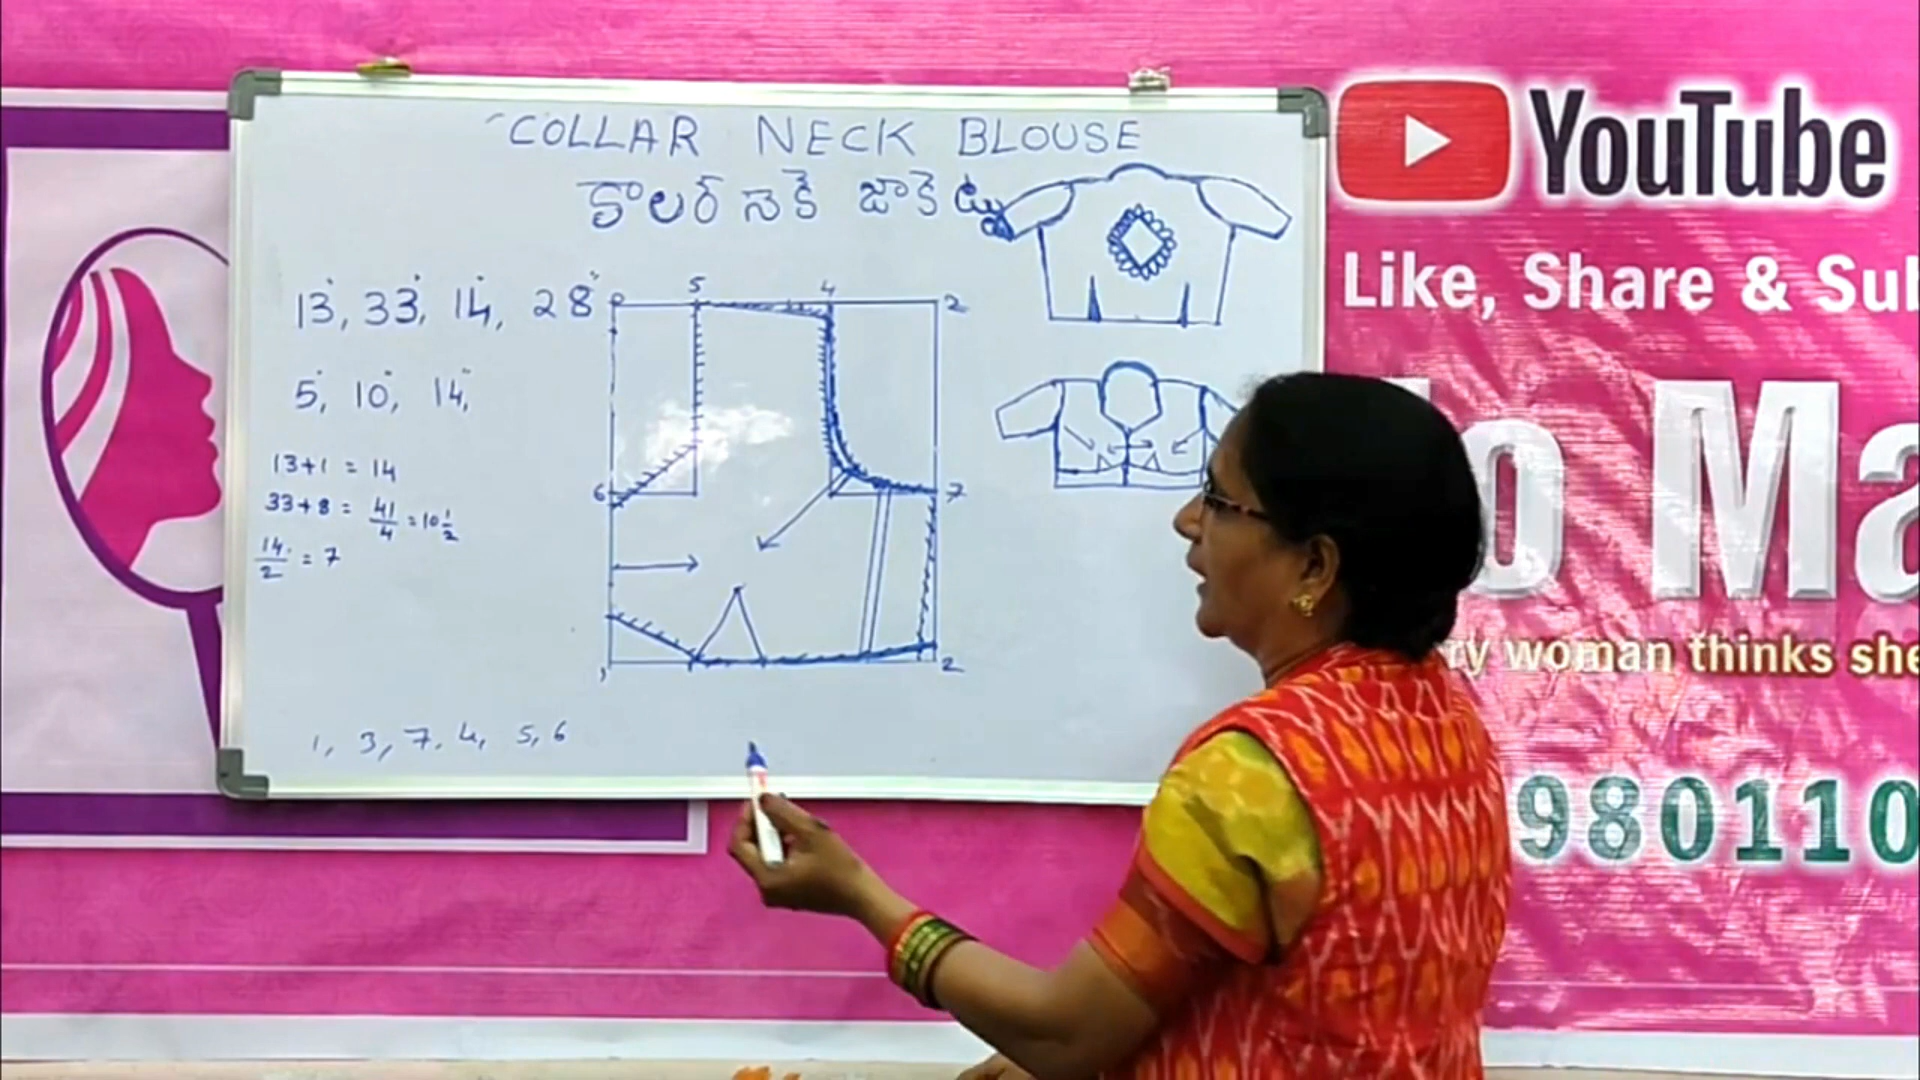 COLLAR NECK BLOUSE
కాలర్ నెక్ జాకెట్టు
13", 33", 14", 28"
5", 10", 14",
13+1 = 14
33+8 = 41/4 = 10 1/2
14/2 = 7
1, 3, 7, 4, 5, 6
0 5 4 2
6 7
1 2
YouTube
Like, Share & Su
Ma
ry woman thinks she
980110